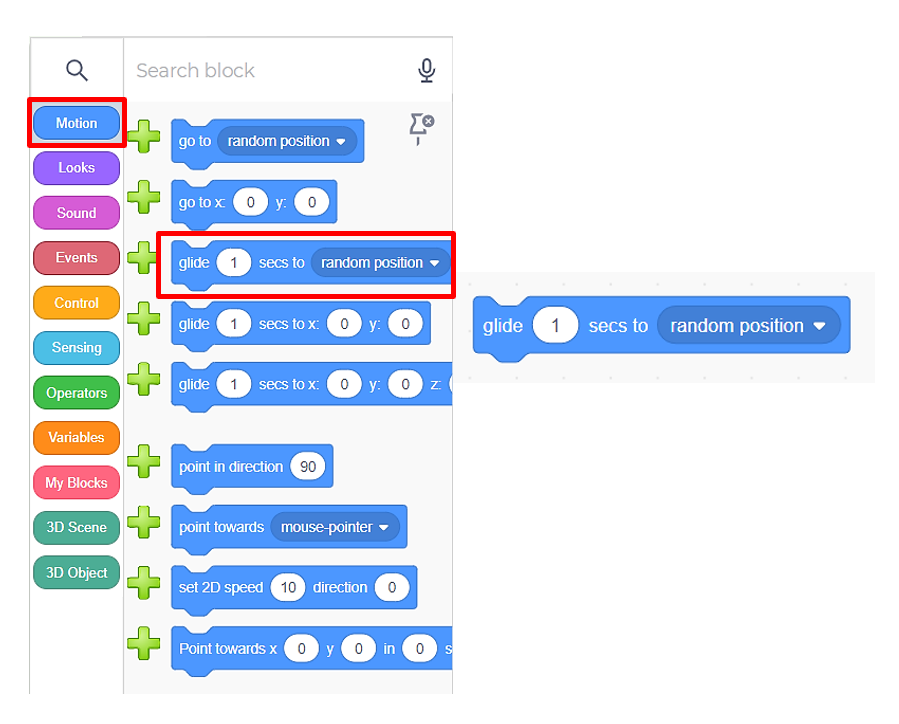 Search block
Motion
Looks
Sound
Events
Control
Sensing
Operators
Variables
My Blocks
3D Scene
3D Object
go to random position
go to x: 0 y: 0
glide 1 secs to random position
glide 1 secs to x: 0 y: 0
glide 1 secs to x: 0 y: 0 z:
point in direction 90
point towards mouse-pointer
set 2D speed 10 direction 0
Point towards x 0 y 0 in 0 s
glide 1 secs to random position